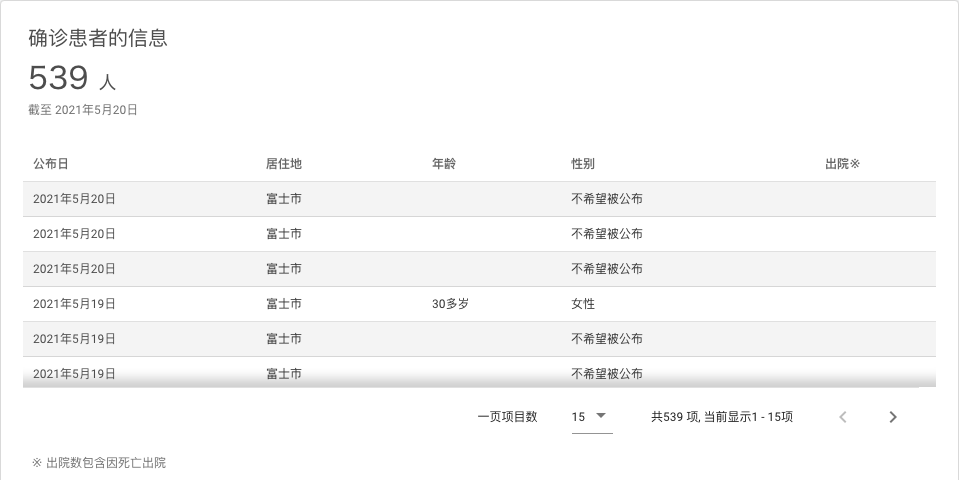 确诊患者的信息
539 人
截至 2021年5月20日
公布日 居住地 年龄 性别 出院※
2021年5月20日 富士市 不希望被公布
2021年5月20日 富士市 不希望被公布
2021年5月20日 富士市 不希望被公布
2021年5月19日 富士市 30多岁 女性
2021年5月19日 富士市 不希望被公布
2021年5月19日 富士市 不希望被公布
一页项目数 15 共539 项, 当前显示1 - 15项
※ 出院数包含因死亡出院